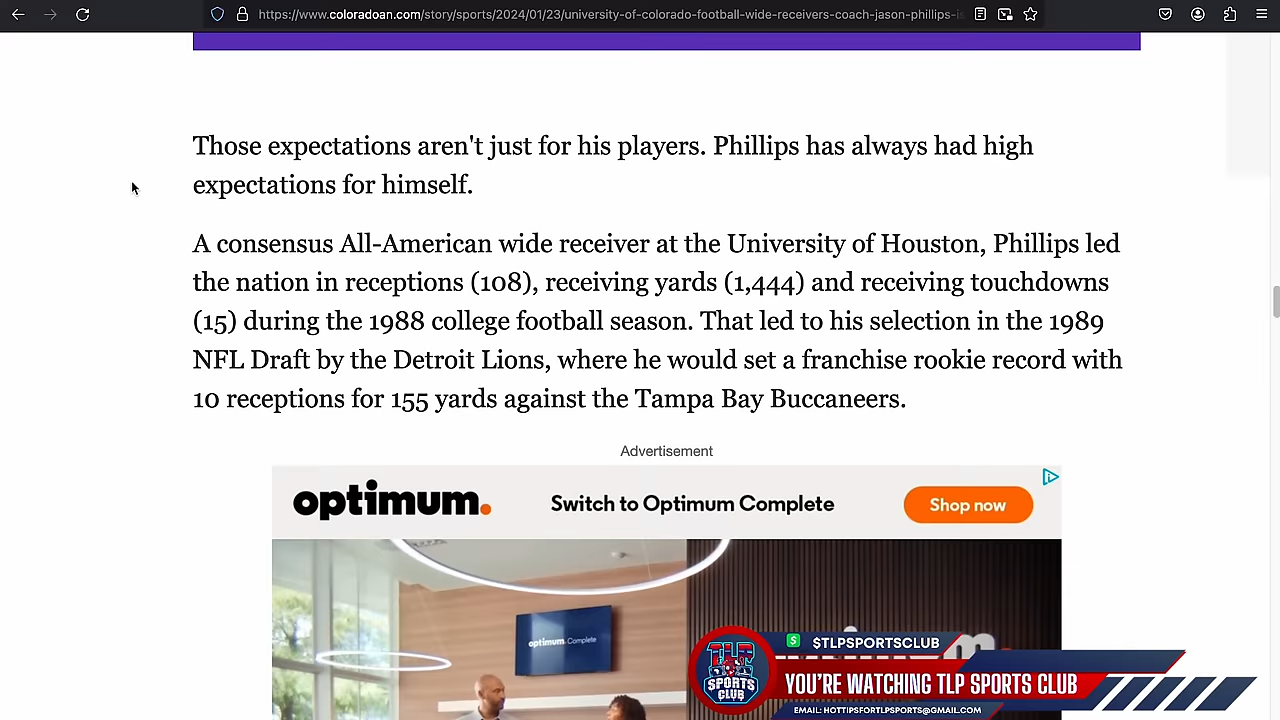 https://www.coloradoan.com/story/sports/2024/01/23/university-of-colorado-football-wide-receivers-coach-jason-phillips-is
Those expectations aren't just for his players. Phillips has always had high
expectations for himself.
A consensus All-American wide receiver at the University of Houston, Phillips led
the nation in receptions (108), receiving yards (1,444) and receiving touchdowns
(15) during the 1988 college football season. That led to his selection in the 1989
NFL Draft by the Detroit Lions, where he would set a franchise rookie record with
10 receptions for 155 yards against the Tampa Bay Buccaneers.
Advertisement
optimum.
Switch to Optimum Complete
Shop now
optimum. Complete
$TLPSPORTSCLUB
TLP
SPORTS
CLUB
YOU'RE WATCHING TLP SPORTS CLUB
EMAIL: HOTTIPSFORTLPSPORTS@GMAIL.COM